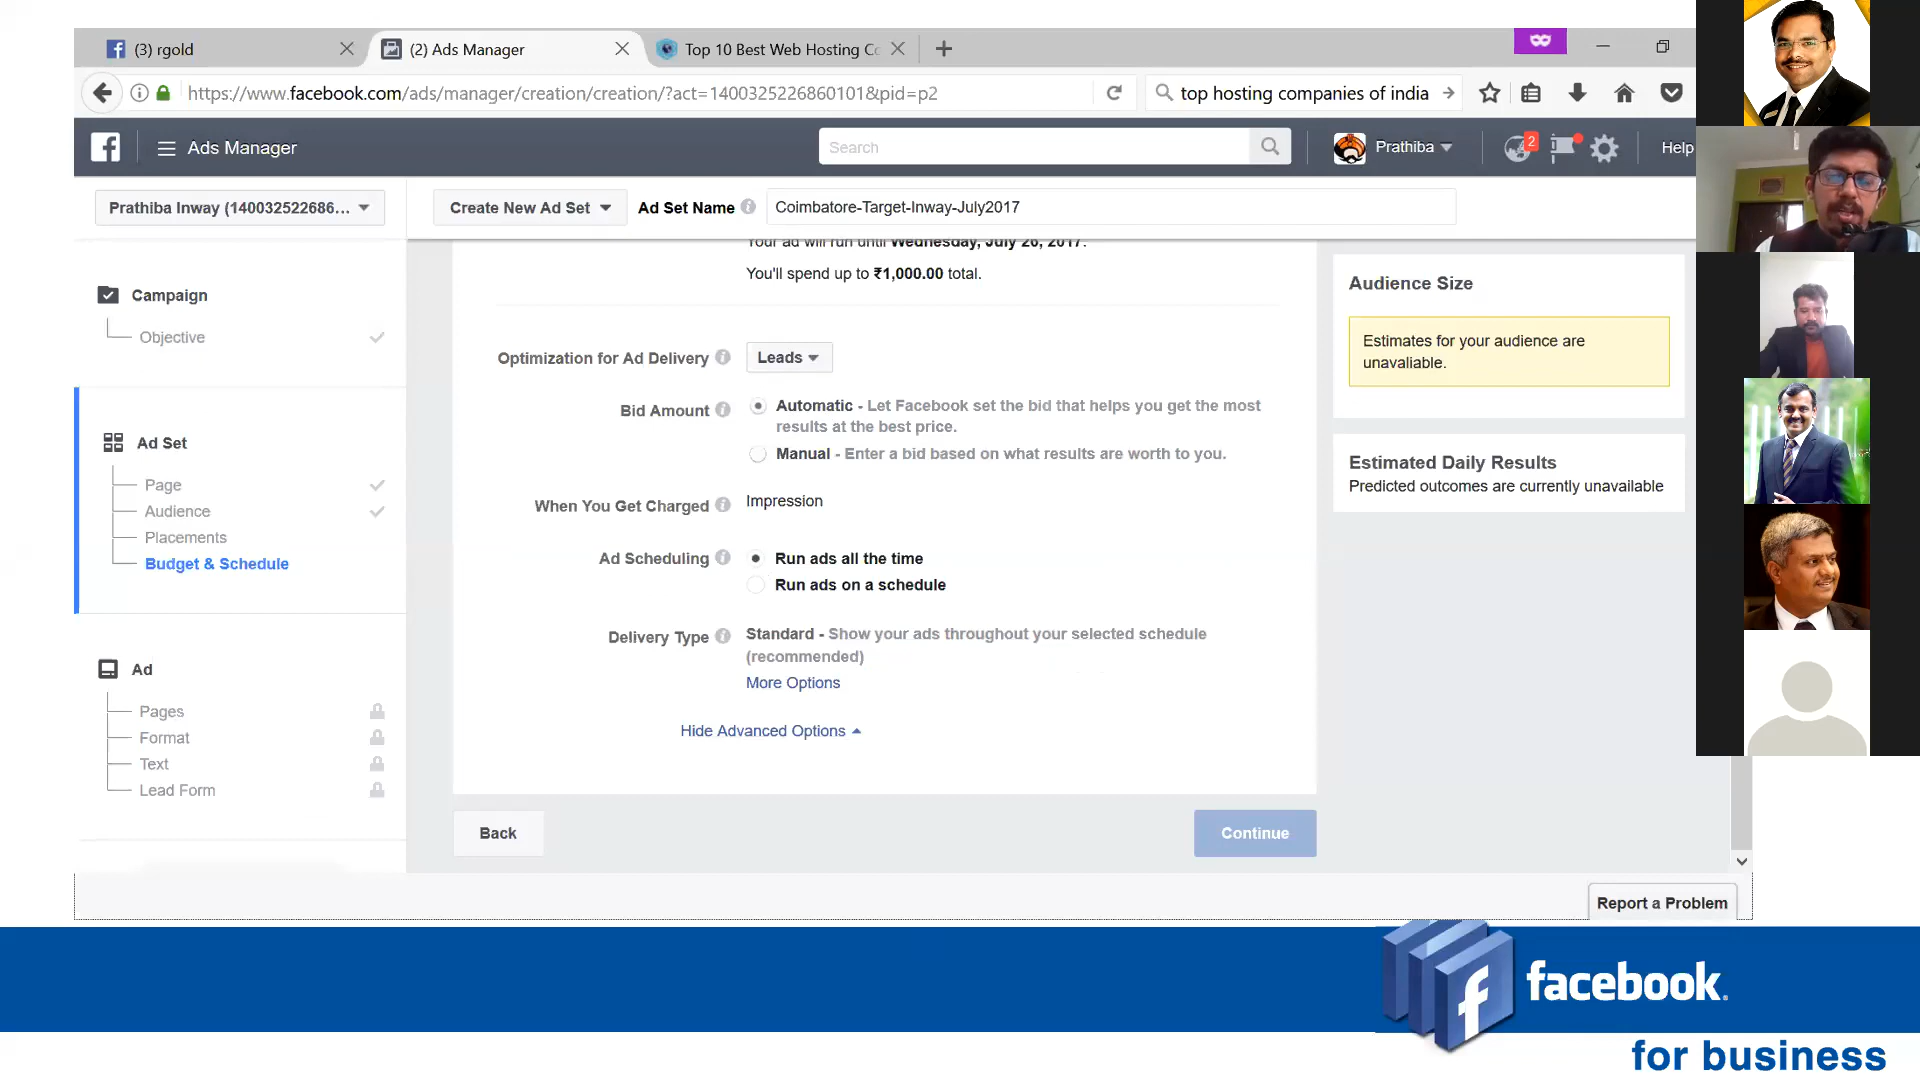 (3) rgold
(2) Ads Manager
Top 10 Best Web Hosting Co
https://www.facebook.com/ads/manager/creation/creation/?act=1400325226860101&pid=p2
top hosting companies of india
Ads Manager
Search
Prathiba
2
Help
Prathiba Inway (140032522686...
Create New Ad Set
Ad Set Name
Coimbatore-Target-Inway-July2017
Campaign
Objective
Ad Set
Page
Audience
Placements
Budget & Schedule
Ad
Pages
Format
Text
Lead Form
Your ad will run until Wednesday, July 26, 2017.
You'll spend up to ₹1,000.00 total.
Optimization for Ad Delivery
Leads
Bid Amount
Automatic - Let Facebook set the bid that helps you get the most
results at the best price.
Manual - Enter a bid based on what results are worth to you.
When You Get Charged
Impression
Ad Scheduling
Run ads all the time
Run ads on a schedule
Delivery Type
Standard - Show your ads throughout your selected schedule
(recommended)
More Options
Hide Advanced Options
Back
Continue
Audience Size
Estimates for your audience are
unavaliable.
Estimated Daily Results
Predicted outcomes are currently unavailable
Report a Problem
facebook.
for business